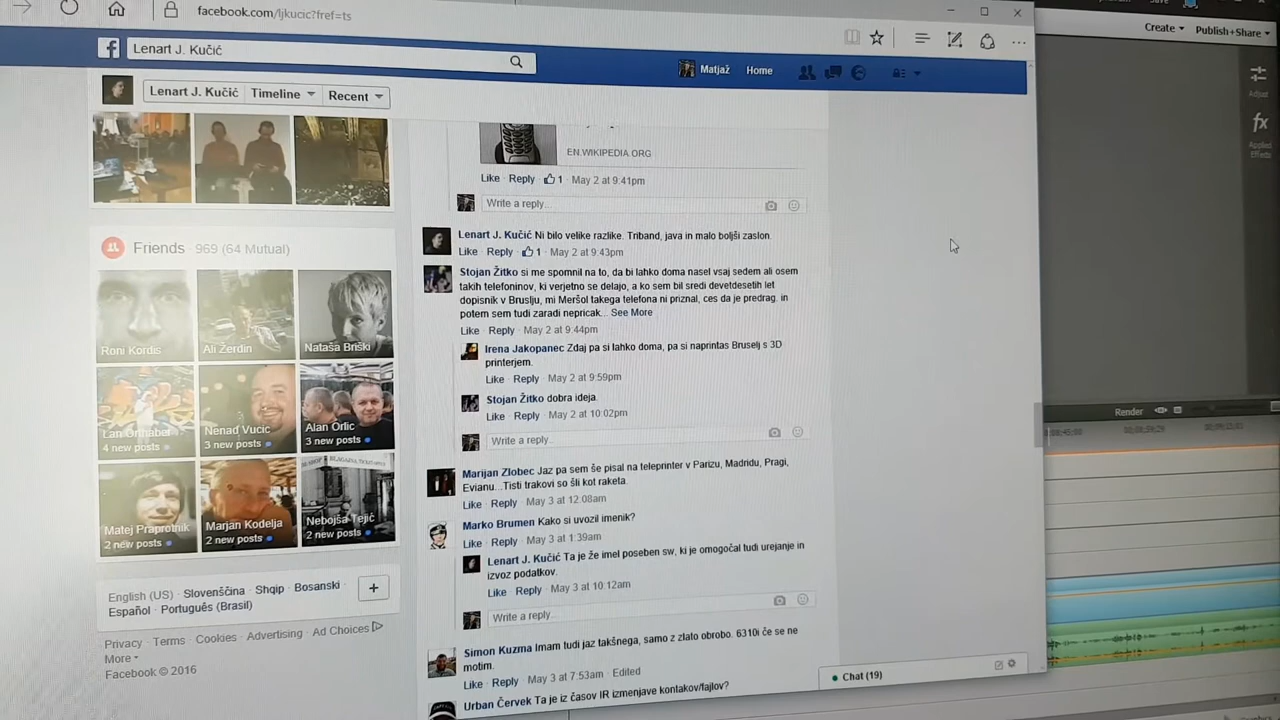 facebook.com/ljkucic?fref=ts
Create
Publish+Share
Lenart J. Kučić
Matjaž
Home
Lenart J. Kučić
Timeline
Recent
Adjust
fx
Applied
Effects
EN.WIKIPEDIA.ORG
Like · Reply · 1 · May 2 at 9:41pm
Write a reply...
Friends · 969 (64 Mutual)
Roni Kordis
Ali Žerdin
Nataša Briški
4 new posts
Nenad Vucic
3 new posts
Alan Orlic
3 new posts
Matej Praprotnik
2 new posts
Marjan Kodelja
2 new posts
Nebojša Tejić
2 new posts
English (US) · Slovenščina · Shqip · Bosanski ·
Español · Português (Brasil)
+
Privacy · Terms · Cookies · Advertising · Ad Choices
More
Facebook © 2016
Lenart J. Kučić Ni bilo velike razlike. Triband, java in malo boljši zaslon.
Like · Reply · 1 · May 2 at 9:43pm
Stojan Žitko si me spomnil na to, da bi lahko doma nasel vsaj sedem ali osem
takih telefoninov, ki verjetno se delajo, a ko sem bil sredi devetdesetih let
dopisnik v Bruslju, mi Meršol takega telefona ni priznal, ces da je predrag. in
potem sem tudi zaradi nepricak... See More
Like · Reply · May 2 at 9:44pm
Irena Jakopanec Zdaj pa si lahko doma, pa si naprintas Bruselj s 3D
printerjem.
Like · Reply · May 2 at 9:59pm
Stojan Žitko dobra ideja.
Like · Reply · May 2 at 10:02pm
Write a reply...
Marijan Zlobec Jaz pa sem še pisal na teleprinter v Parizu, Madridu, Pragi,
Evianu...Tisti trakovi so šli kot raketa.
Like · Reply · May 3 at 12:08am
Marko Brumen Kako si uvozil imenik?
Like · Reply · May 3 at 1:39am
Lenart J. Kučić Ta je že imel poseben sw, ki je omogočal tudi urejanje in
izvoz podatkov.
Like · Reply · May 3 at 10:12am
Write a reply...
Simon Kuzma Imam tudi jaz takšnega, samo z zlato obrobo. 6310i če se ne
motim.
Like · Reply · May 3 at 7:53am · Edited
Urban Červek Ta je iz časov IR izmenjave kontakov/fajlov?
Chat (19)
Render